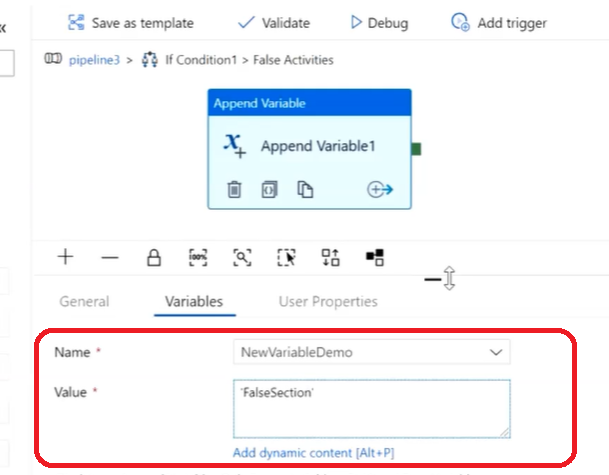 «
Save as template Validate Debug Add trigger
pipeline3 > If Condition1 > False Activities
Append Variable
Append Variable1
100%
General Variables User Properties
Name * NewVariableDemo
Value * 'FalseSection'
Add dynamic content [Alt+P]